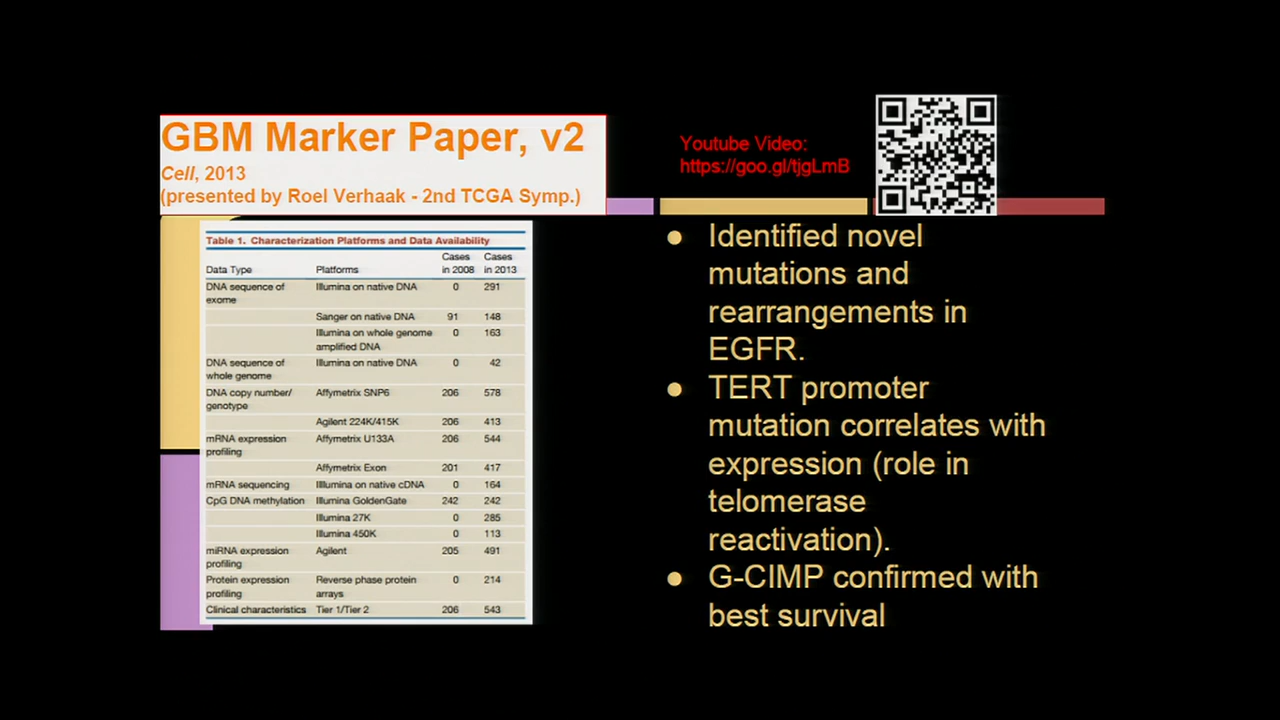 GBM Marker Paper, v2
Cell, 2013
(presented by Roel Verhaak - 2nd TCGA Symp.)
Youtube Video:
https://goo.gl/tjgLmB
Table 1. Characterization Platforms and Data Availability
Data Type Platforms Cases in 2008 Cases in 2013
DNA sequence of exome Illumina on native DNA 0 291
Sanger on native DNA 91 148
Illumina on whole genome amplified DNA 0 163
DNA sequence of whole genome Illumina on native DNA 0 42
DNA copy number/ genotype Affymetrix SNP6 206 578
Agilent 224K/415K 206 413
mRNA expression profiling Affymetrix U133A 206 544
Affymetrix Exon 201 417
mRNA sequencing Illlumina on native cDNA 0 164
CpG DNA methylation Illumina GoldenGate 242 242
Illumina 27K 0 285
Illumina 450K 0 113
miRNA expression profiling Agilent 205 491
Protein expression profiling Reverse phase protein arrays 0 214
Clinical characteristics Tier 1/Tier 2 206 543
● Identified novel
mutations and
rearrangements in
EGFR.
● TERT promoter
mutation correlates with
expression (role in
telomerase
reactivation).
● G-CIMP confirmed with
best survival